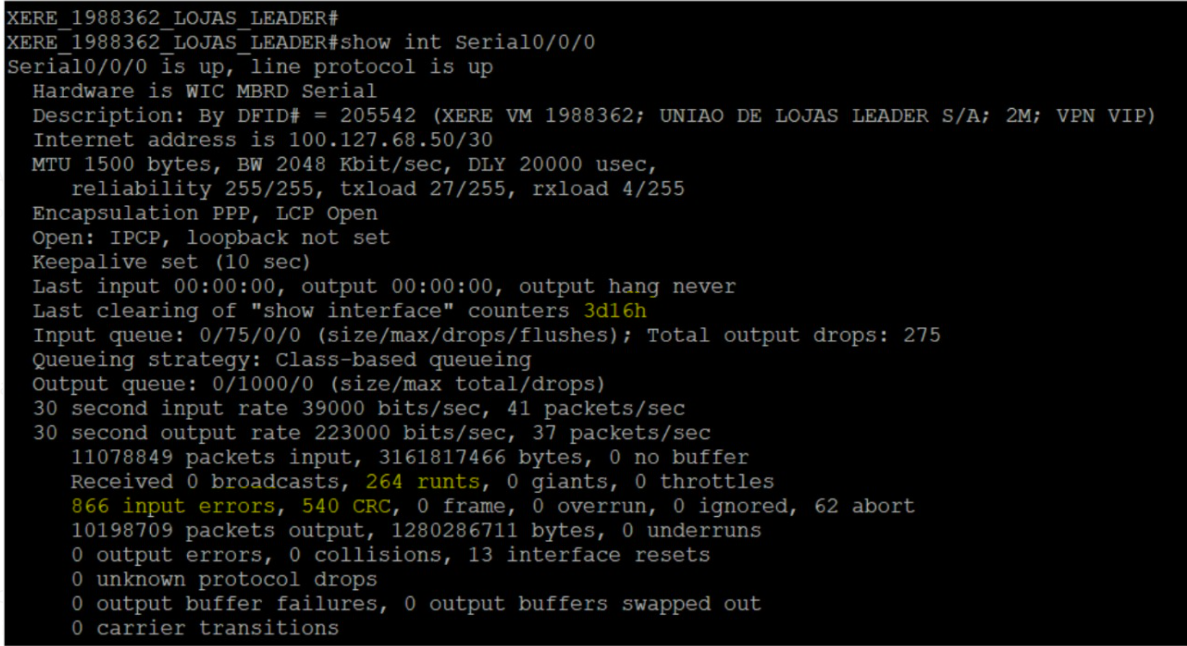 XERE_1988362_LOJAS_LEADER#
XERE_1988362_LOJAS_LEADER#show int Serial0/0/0
Serial0/0/0 is up, line protocol is up
Hardware is WIC MBRD Serial
Description: By DFID# = 205542 (XERE VM 1988362; UNIAO DE LOJAS LEADER S/A; 2M; VPN VIP)
Internet address is 100.127.68.50/30
MTU 1500 bytes, BW 2048 Kbit/sec, DLY 20000 usec,
reliability 255/255, txload 27/255, rxload 4/255
Encapsulation PPP, LCP Open
Open: IPCP, loopback not set
Keepalive set (10 sec)
Last input 00:00:00, output 00:00:00, output hang never
Last clearing of "show interface" counters 3d16h
Input queue: 0/75/0/0 (size/max/drops/flushes); Total output drops: 275
Queueing strategy: Class-based queueing
Output queue: 0/1000/0 (size/max total/drops)
30 second input rate 39000 bits/sec, 41 packets/sec
30 second output rate 223000 bits/sec, 37 packets/sec
11078849 packets input, 3161817466 bytes, 0 no buffer
Received 0 broadcasts, 264 runts, 0 giants, 0 throttles
866 input errors, 540 CRC, 0 frame, 0 overrun, 0 ignored, 62 abort
10198709 packets output, 1280286711 bytes, 0 underruns
0 output errors, 0 collisions, 13 interface resets
0 unknown protocol drops
0 output buffer failures, 0 output buffers swapped out
0 carrier transitions